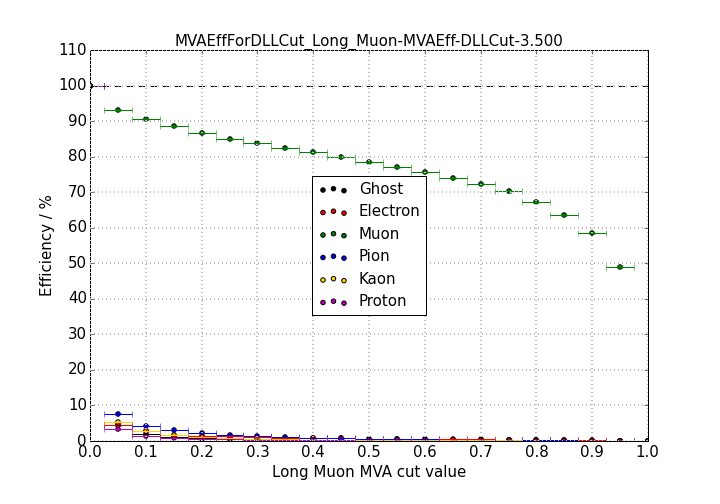 MVAEffForDLLCut_Long_Muon-MVAEff-DLLCut-3.500
110
100
90
80
70
60
50
40
30
20
10
0
Efficiency / %
Ghost
Electron
Muon
Pion
Kaon
Proton
0.0 0.1 0.2 0.3 0.4 0.5 0.6 0.7 0.8 0.9 1.0
Long Muon MVA cut value